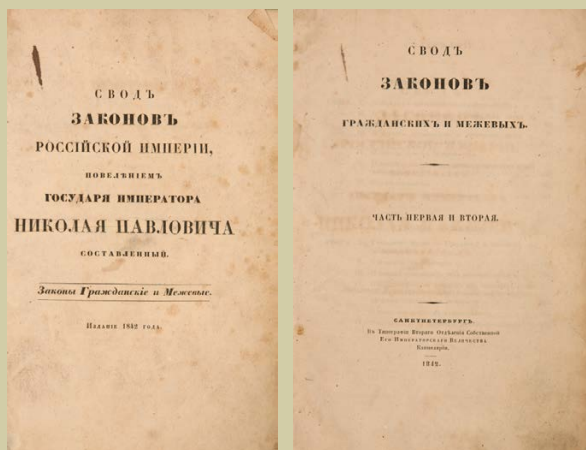 СВОДЪ
ЗАКОНОВЪ
РОССІЙСКОЙ ИМПЕРІИ,
ПОВЕЛѢНІЕМЪ
ГОСУДАРЯ ИМПЕРАТОРА
НИКОЛАЯ ПАВЛОВИЧА
СОСТАВЛЕННЫЙ.
Законы Гражданскіе и Межевые.
Изданіе 1842 года.
СВОДЪ
ЗАКОНОВЪ
ГРАЖДАНСКИХЪ И МЕЖЕВЫХЪ.
ЧАСТЬ ПЕРВАЯ И ВТОРАЯ.
САНКТПЕТЕРБУРГЪ.
Въ Типографіи Втораго Отдѣленія Собственной
Его Императорскаго Величества
Канцеляріи.
1842.